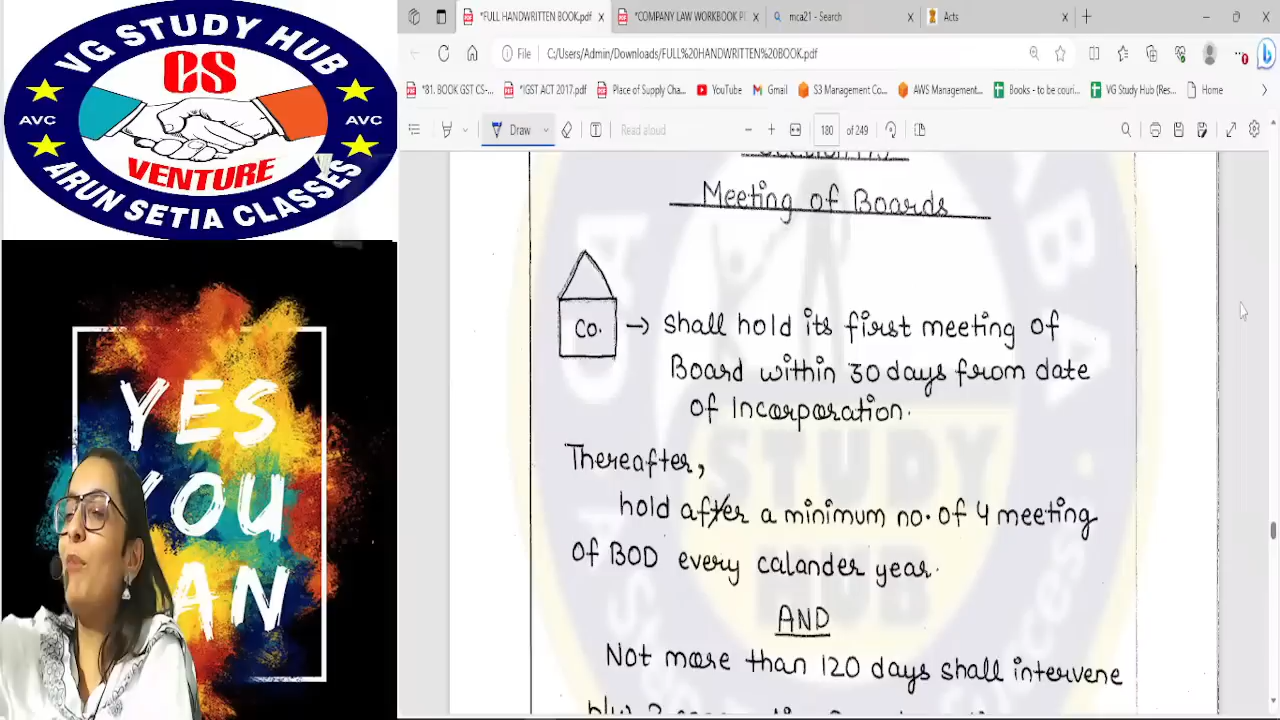 VG STUDY HUB
CS
AVC
AVC
VENTURE
ARUN SETIA CLASSES
YES
YOU
AN
*FULL HANDWRITTEN BOOK.pdf
*COMPANY LAW WORKBOOK P
mca21 - Search
Acts
File
C:/Users/Admin/Downloads/FULL%20HANDWRITTEN%20BOOK.pdf
*81. BOOK GST CS-...
*IGST ACT 2017.pdf
Place of Supply Cha...
YouTube
Gmail
S3 Management Co...
AWS Management...
Books - to be
VG Study Hub (Res...
Home
Draw
Read aloud
180 of 249
Meeting of Boards
Co. → Shall hold its first meeting of
Board within 30 days from date
of Incorporation.
Thereafter,
hold after a minimum no. of 4 meeting
of BOD every calander year.
AND
Not more than 120 days shall intervene